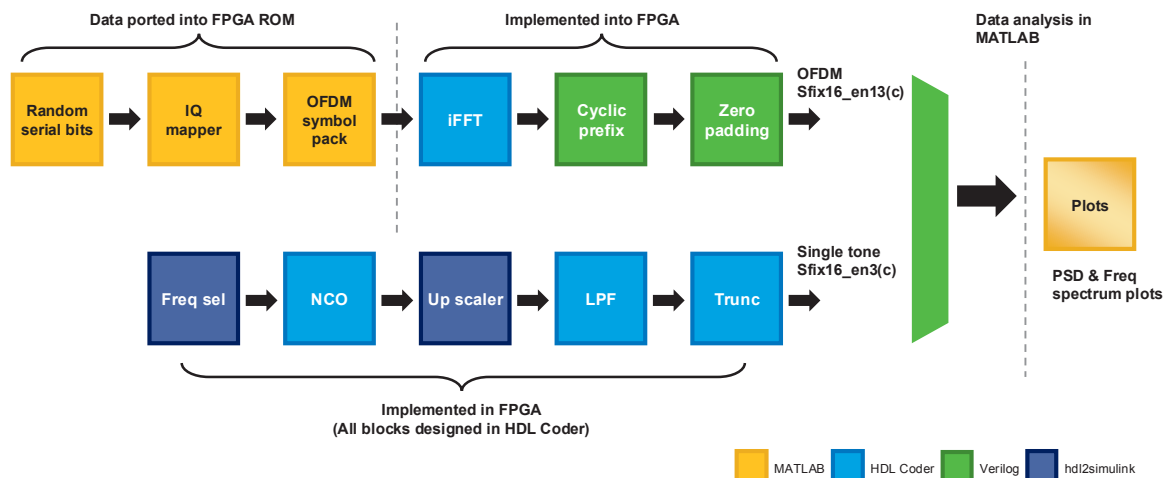 Data ported into FPGA ROM
Implemented into FPGA
Data analysis in
MATLAB
Random
serial bits
IQ
mapper
OFDM
symbol
pack
iFFT
Cyclic
prefix
Zero
padding
OFDM
Sfix16_en13(c)
Plots
PSD & Freq
spectrum plots
Freq sel
NCO
Up scaler
LPF
Trunc
Single tone
Sfix16_en3(c)
Implemented in FPGA
(All blocks designed in HDL Coder)
MATLAB
HDL Coder
Verilog
hdl2simulink